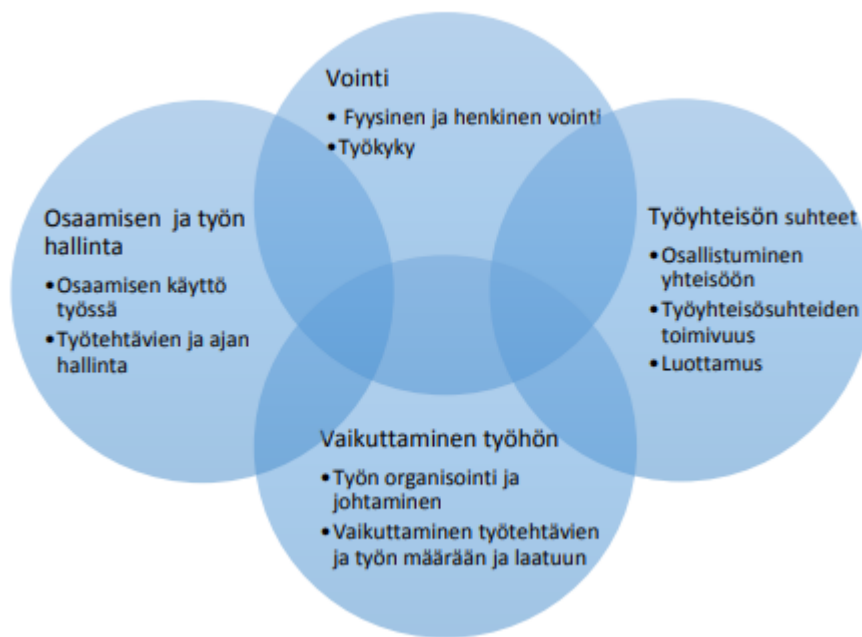 Vointi
• Fyysinen ja henkinen vointi
•Työkyky
Osaamisen ja työn
hallinta
•Osaamisen käyttö
työssä
•Työtehtävien ja ajan
hallinta
Työyhteisön suhteet
•Osallistuminen
yhteisöön
•Työyhteisösuhteiden
toimivuus
•Luottamus
Vaikuttaminen työhön
•Työn organisointi ja
johtaminen
•Vaikuttaminen työtehtävien
ja työn määrään ja laatuun